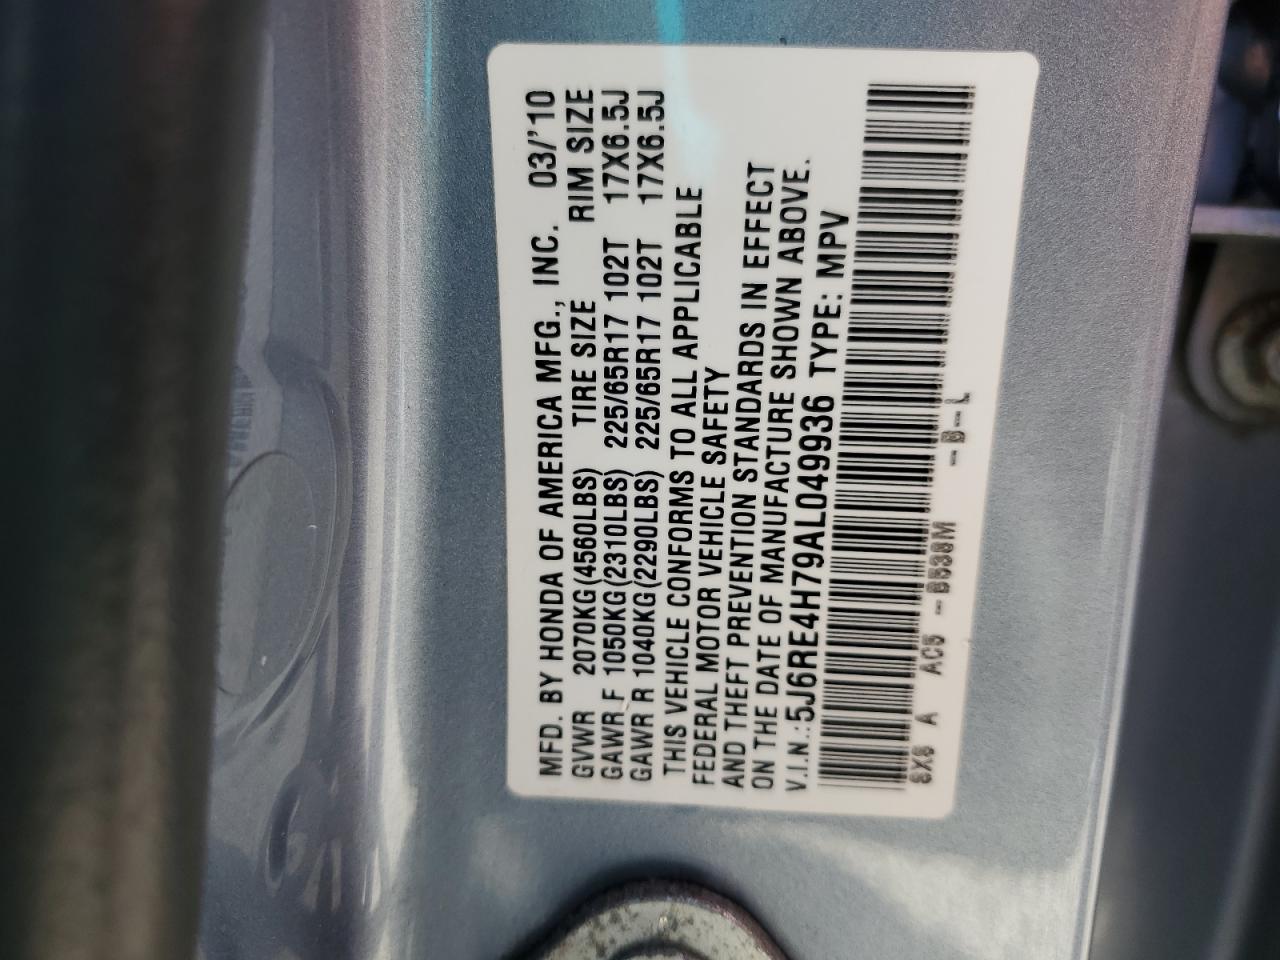 MFD. BY HONDA OF AMERICA MFG., INC. 03/'10
GVWR 2070KG(4560LBS) TIRE SIZE RIM SIZE
GAWR F 1050KG(2310LBS) 225/65R17 102T 17X6.5J
GAWR R 1040KG(2290LBS) 225/65R17 102T 17X6.5J
THIS VEHICLE CONFORMS TO ALL APPLICABLE
FEDERAL MOTOR VEHICLE SAFETY
AND THEFT PREVENTION STANDARDS IN EFFECT
ON THE DATE OF MANUFACTURE SHOWN ABOVE.
V.I.N.:5J6RE4H79AL049936 TYPE: MPV
A -B-L